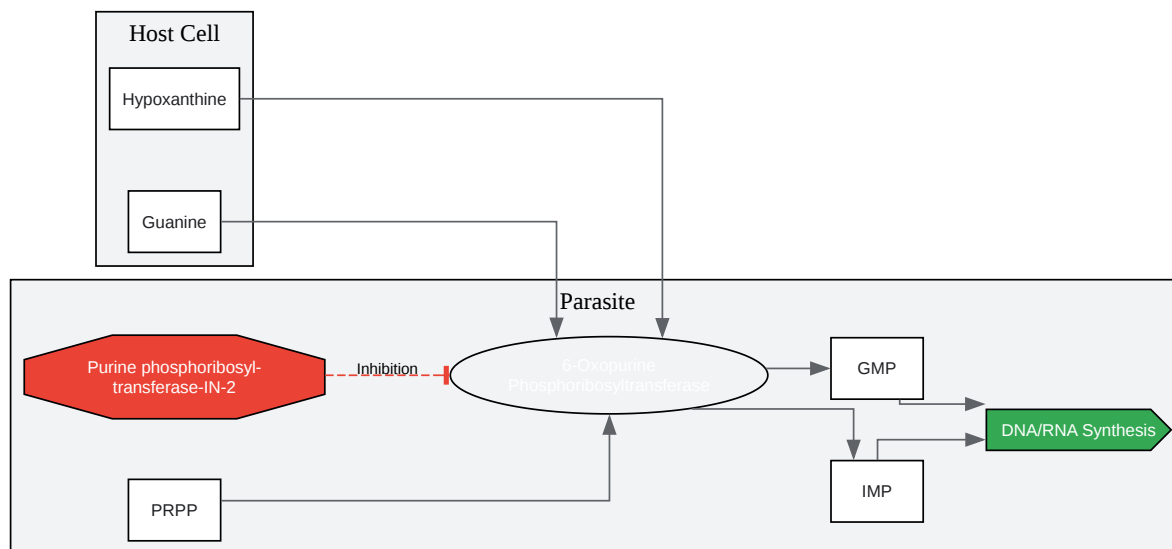 Host Cell
Hypoxanthine
Guanine
Parasite
Purine phosphoribosyl-
transferase-IN-2
Inhibition
6-Oxopurine
Phosphoribosyltransferase
GMP
DNA/RNA Synthesis
PRPP
IMP